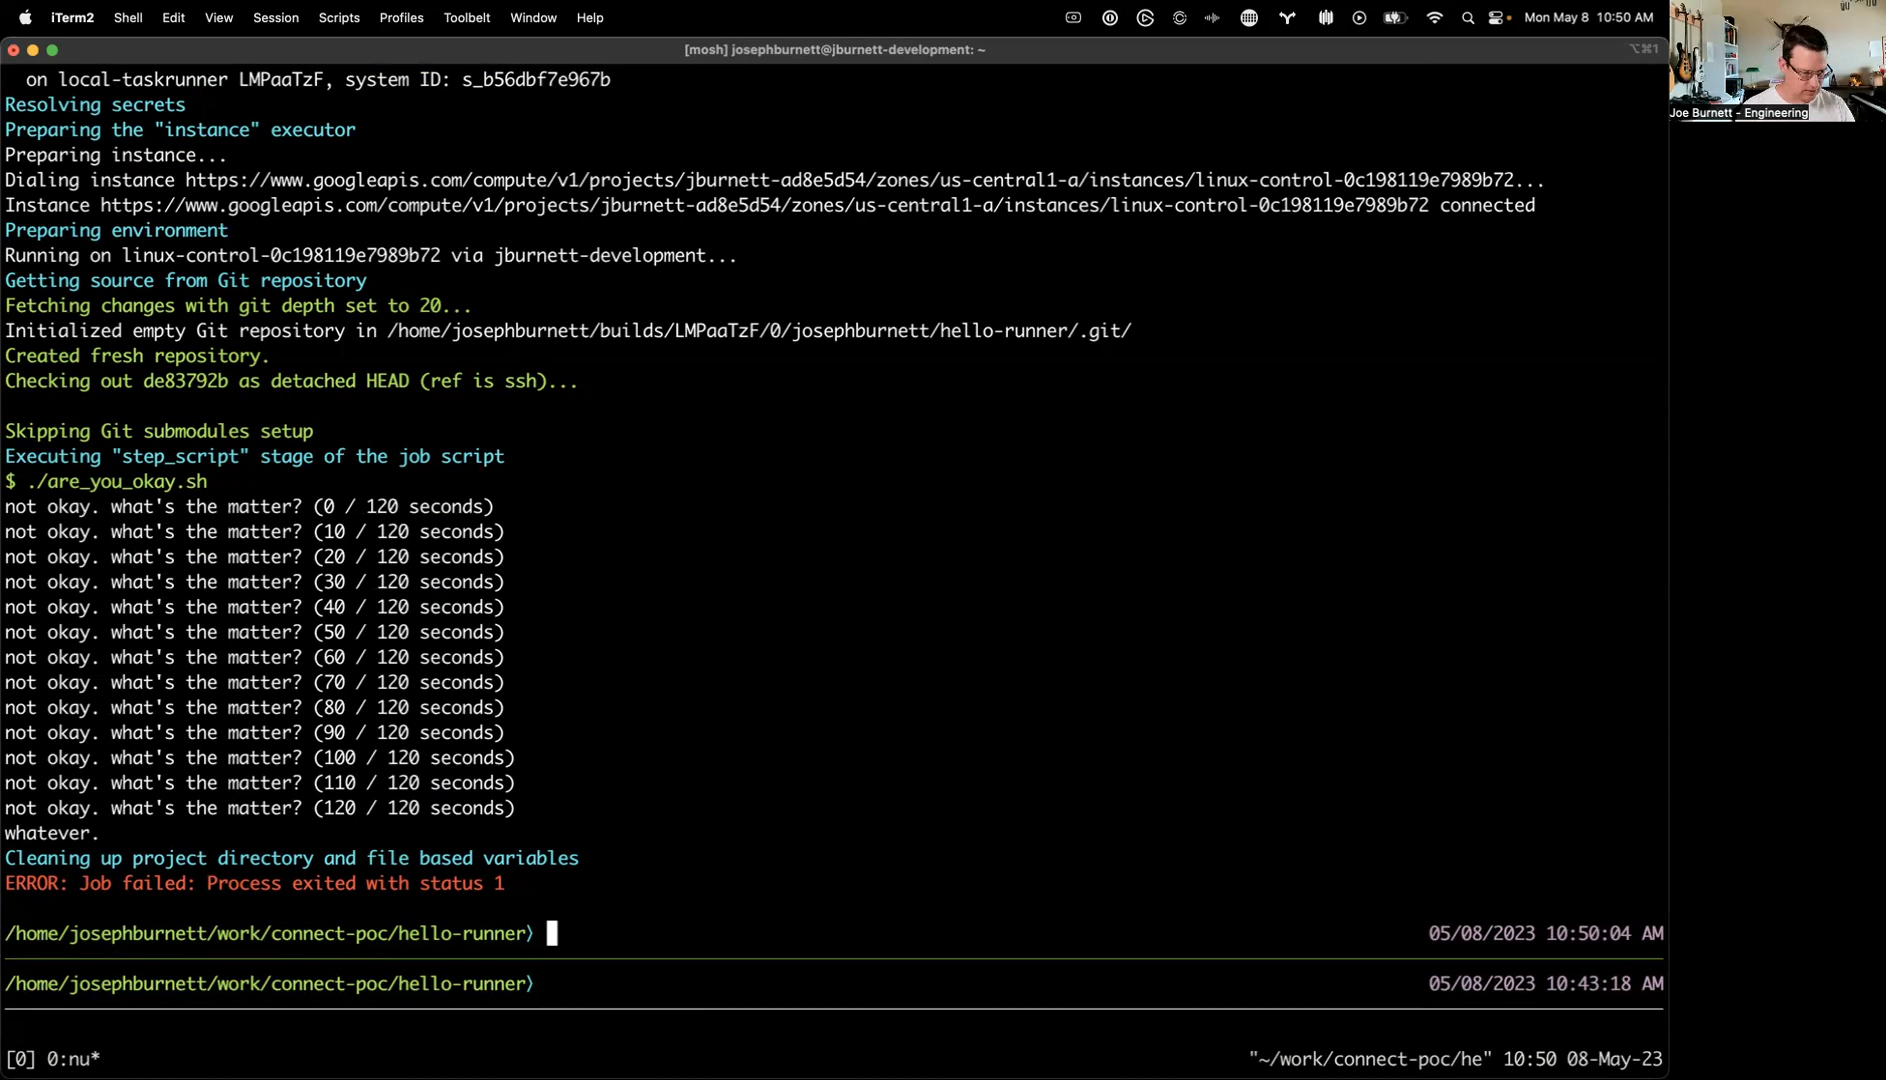 iTerm2 Shell Edit View Session Scripts Profiles Toolbelt Window Help Mon May 8 10:50 AM
[mosh] josephburnett@jburnett-development: ~ ⌥⌘1
on local-taskrunner LMPaaTzF, system ID: s_b56dbf7e967b
Resolving secrets
Preparing the "instance" executor
Preparing instance...
Dialing instance https://www.googleapis.com/compute/v1/projects/jburnett-ad8e5d54/zones/us-central1-a/instances/linux-control-0c198119e7989b72...
Instance https://www.googleapis.com/compute/v1/projects/jburnett-ad8e5d54/zones/us-central1-a/instances/linux-control-0c198119e7989b72 connected
Preparing environment
Running on linux-control-0c198119e7989b72 via jburnett-development...
Getting source from Git repository
Fetching changes with git depth set to 20...
Initialized empty Git repository in /home/josephburnett/builds/LMPaaTzF/0/josephburnett/hello-runner/.git/
Created fresh repository.
Checking out de83792b as detached HEAD (ref is ssh)...
Skipping Git submodules setup
Executing "step_script" stage of the job script
$ ./are_you_okay.sh
not okay. what's the matter? (0 / 120 seconds)
not okay. what's the matter? (10 / 120 seconds)
not okay. what's the matter? (20 / 120 seconds)
not okay. what's the matter? (30 / 120 seconds)
not okay. what's the matter? (40 / 120 seconds)
not okay. what's the matter? (50 / 120 seconds)
not okay. what's the matter? (60 / 120 seconds)
not okay. what's the matter? (70 / 120 seconds)
not okay. what's the matter? (80 / 120 seconds)
not okay. what's the matter? (90 / 120 seconds)
not okay. what's the matter? (100 / 120 seconds)
not okay. what's the matter? (110 / 120 seconds)
not okay. what's the matter? (120 / 120 seconds)
whatever.
Cleaning up project directory and file based variables
ERROR: Job failed: Process exited with status 1
/home/josephburnett/work/connect-poc/hello-runner〉 05/08/2023 10:50:04 AM
/home/josephburnett/work/connect-poc/hello-runner〉 05/08/2023 10:43:18 AM
[0] 0:nu* "~/work/connect-poc/he" 10:50 08-May-23
Joe Burnett - Engineering